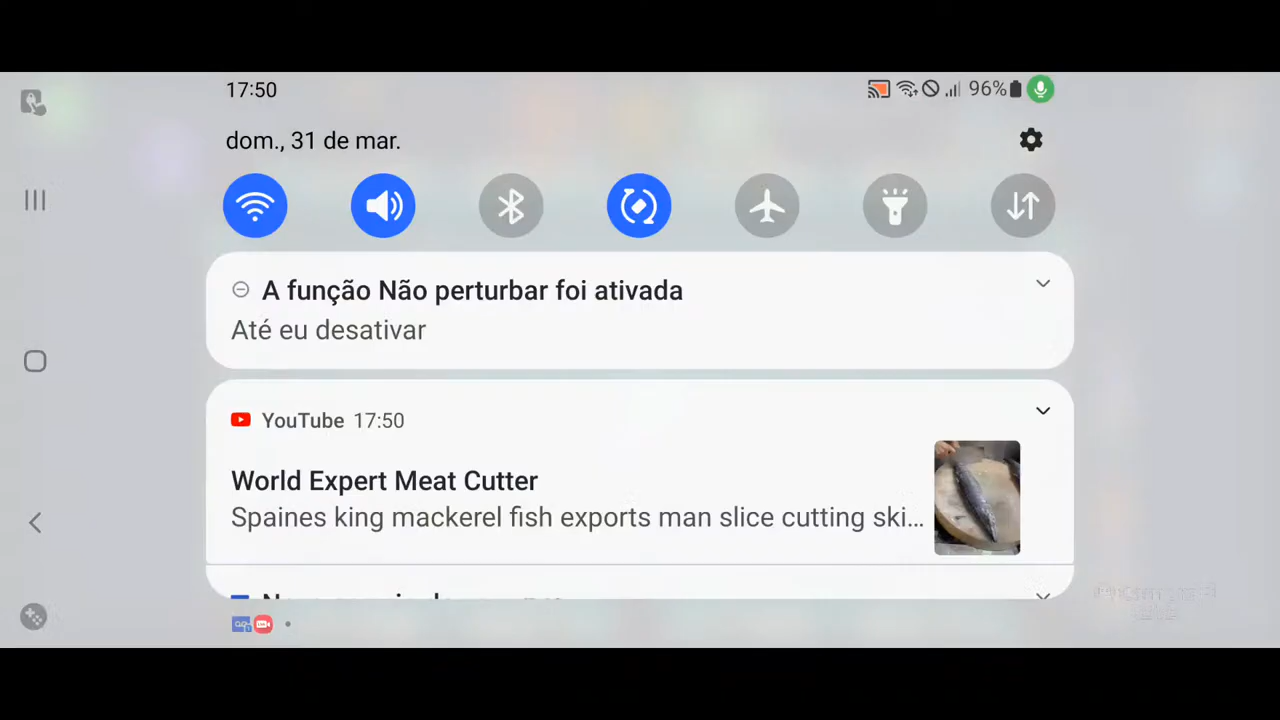 17:50
96%
dom., 31 de mar.
A função Não perturbar foi ativada
Até eu desativar
YouTube 17:50
World Expert Meat Cutter
Spaines king mackerel fish exports man slice cutting ski...